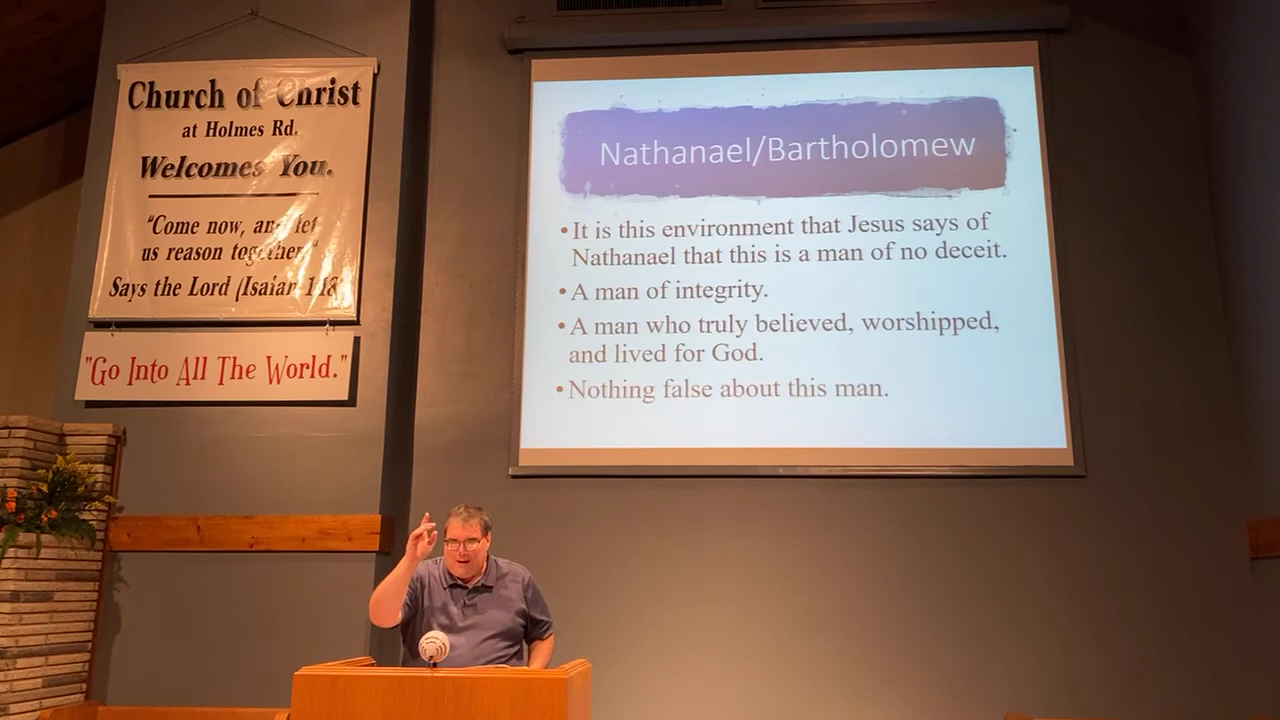 Church of Christ
at Holmes Rd.
Welcomes You.
"Come now, and let
us reason together,"
Says the Lord (Isaiah 1:18)
"Go Into All The World."
Nathanael/Bartholomew
• It is this environment that Jesus says of
Nathanael that this is a man of no deceit.
• A man of integrity.
• A man who truly believed, worshipped,
and lived for God.
• Nothing false about this man.